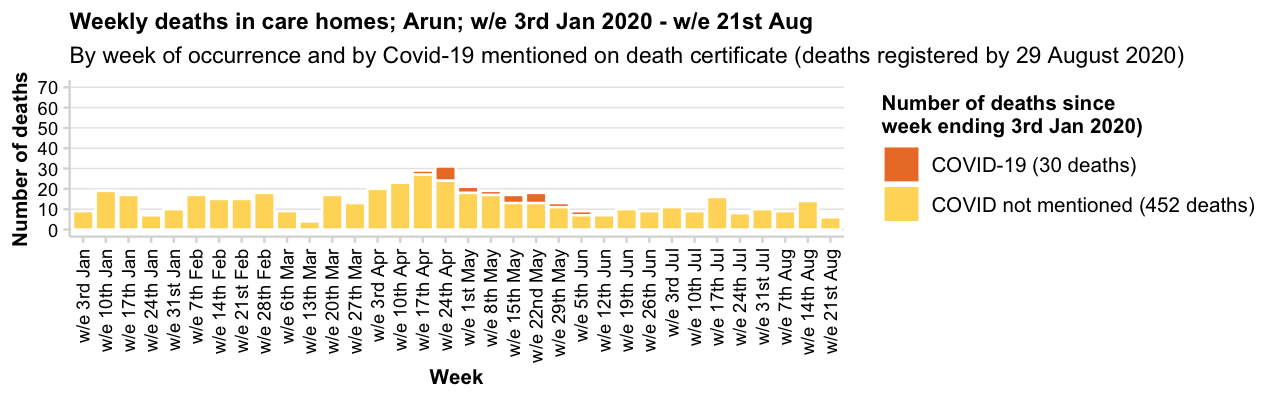 Weekly deaths in care homes; Arun; w/e 3rd Jan 2020 - w/e 21st Aug
By week of occurrence and by Covid-19 mentioned on death certificate (deaths registered by 29 August 2020)
Number of deaths
70
60
50
40
30
20
10
0
w/e 3rd Jan
w/e 10th Jan
w/e 17th Jan
w/e 24th Jan
w/e 31st Jan
w/e 7th Feb
w/e 14th Feb
w/e 21st Feb
w/e 28th Feb
w/e 6th Mar
w/e 13th Mar
w/e 20th Mar
w/e 27th Mar
w/e 3rd Apr
w/e 10th Apr
w/e 17th Apr
w/e 24th Apr
w/e 1st May
w/e 8th May
w/e 15th May
w/e 22nd May
w/e 29th May
w/e 5th Jun
w/e 12th Jun
w/e 19th Jun
w/e 26th Jun
w/e 3rd Jul
w/e 10th Jul
w/e 17th Jul
w/e 24th Jul
w/e 31st Jul
w/e 7th Aug
w/e 14th Aug
w/e 21st Aug
Week
Number of deaths since
week ending 3rd Jan 2020)
COVID-19 (30 deaths)
COVID not mentioned (452 deaths)